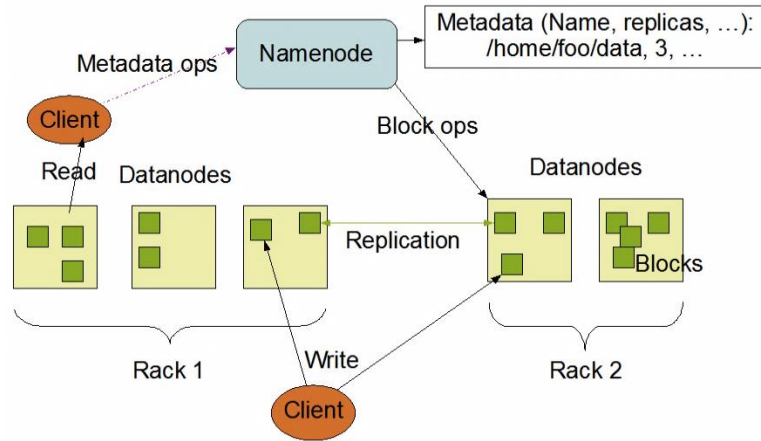 Metadata (Name, replicas, …):
/home/foo/data, 3, …
Namenode
Metadata ops
Client
Block ops
Read
Datanodes
Datanodes
Replication
Blocks
Rack 1
Write
Rack 2
Client